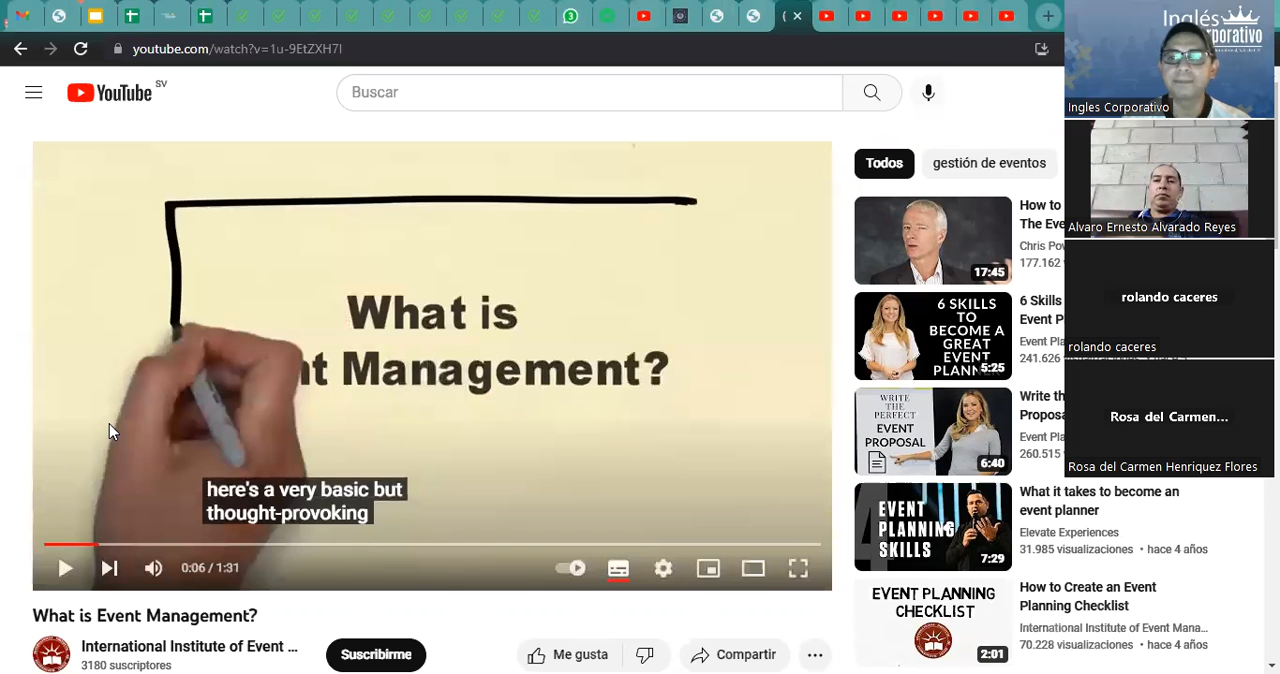 3
youtube.com/watch?v=1u-9EtZXH7I
YouTube SV
Buscar
What is
nt Management?
here's a very basic but
thought-provoking
0:06 / 1:31
What is Event Management?
International Institute of Event ...
3180 suscriptores
Suscribirme
Me gusta
Compartir
Todos
gestión de eventos
17:45
How to
The Eve
Chris Pov
177.162
6 SKILLS
TO
BECOME A
GREAT
EVENT
PLANNER
5:25
6 Skills
Event Pl
Event Pla
241.626
WRITE
THE
PERFECT
EVENT
PROPOSAL
6:40
Write th
Proposa
Event Pla
260.515
4
EVENT
PLANNING
SKILLS
7:29
What it takes to become an
event planner
Elevate Experiences
31.985 visualizaciones • hace 4 años
EVENT PLANNING
CHECKLIST
2:01
How to Create an Event
Planning Checklist
International Institute of Event Mana...
70.228 visualizaciones • hace 4 años
Inglés
Corporativo
Ingles Corporativo
Alvaro Ernesto Alvarado Reyes
rolando caceres
rolando caceres
Rosa del Carmen...
Rosa del Carmen Henriquez Flores